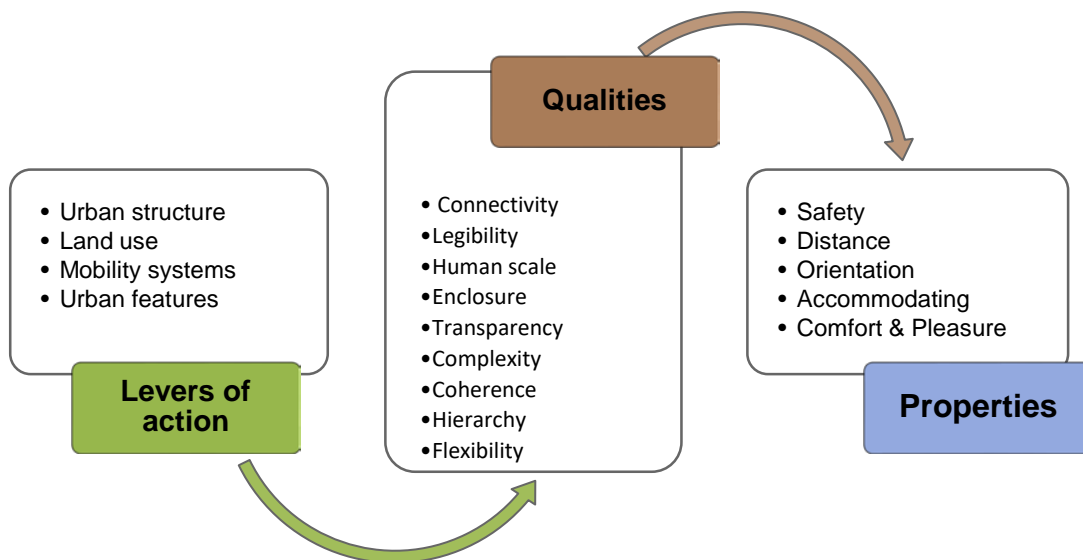 • Urban structure
• Land use
• Mobility systems
• Urban features
Levers of
action
Qualities
• Connectivity
•Legibility
•Human scale
•Enclosure
•Transparency
•Complexity
•Coherence
•Hierarchy
•Flexibility
• Safety
• Distance
• Orientation
• Accommodating
• Comfort & Pleasure
Properties